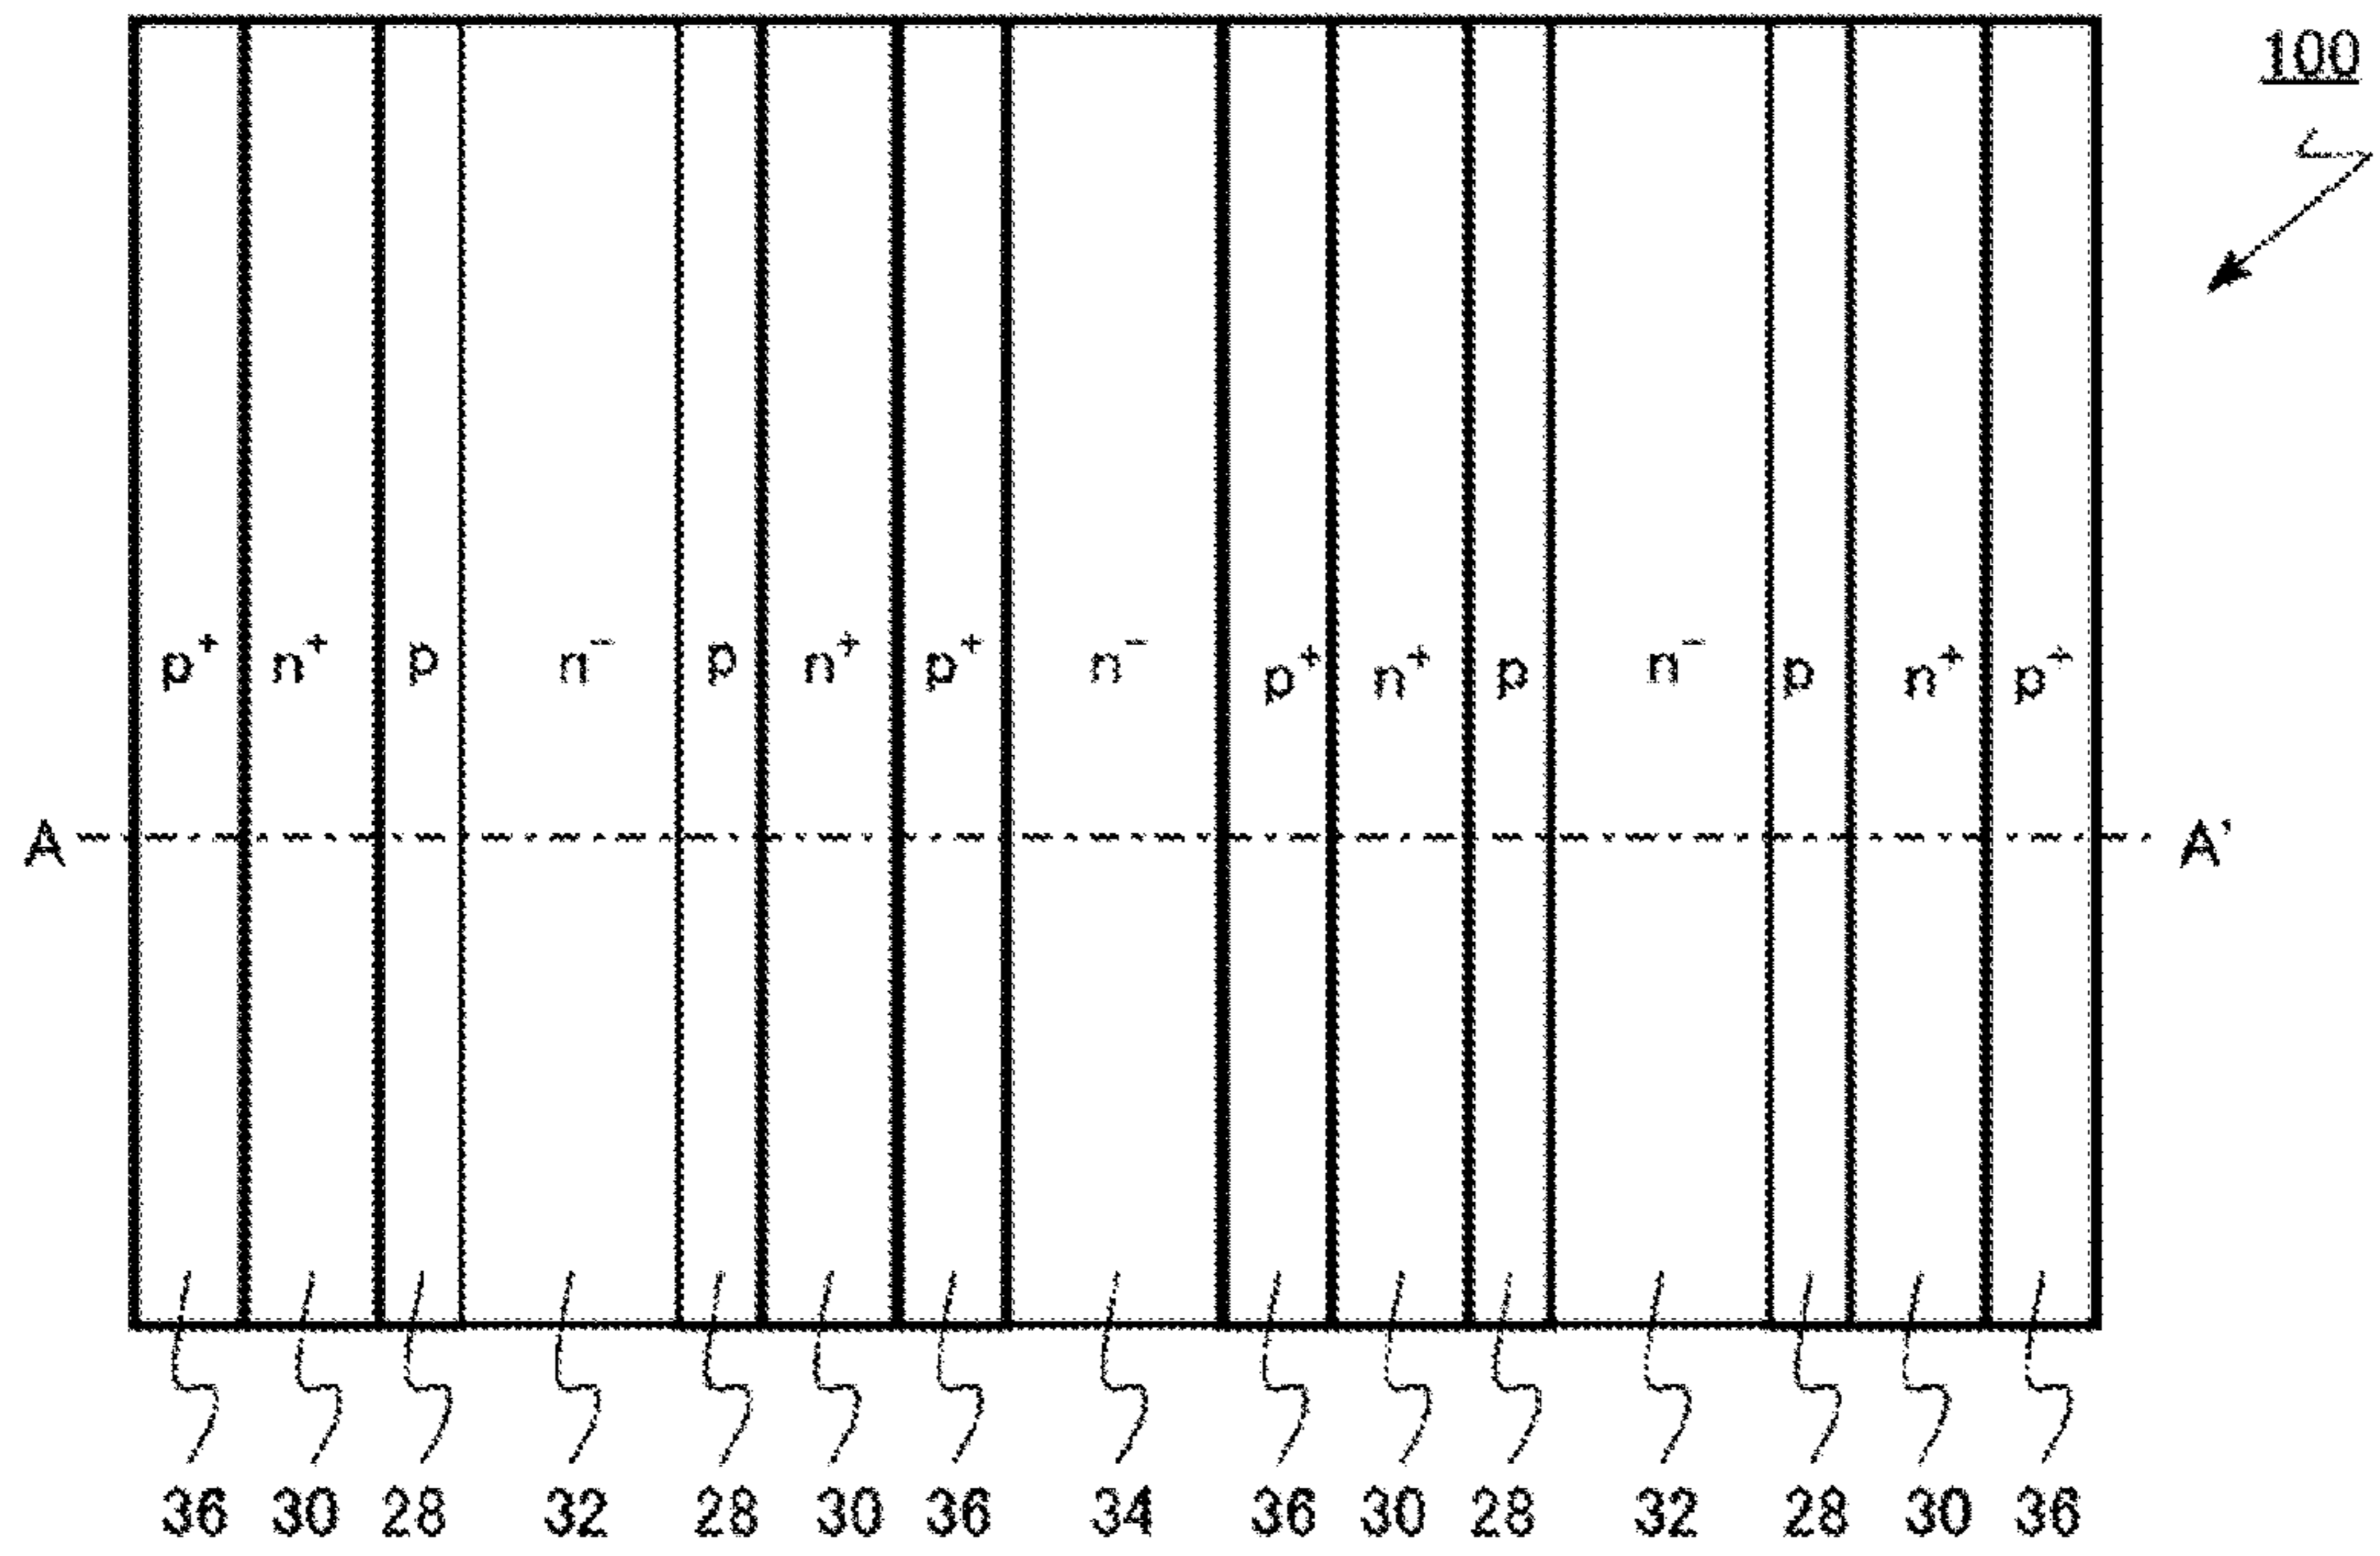 100
p⁺ n⁺ p n⁻ p n⁺ p⁺ n⁻ p⁺ n⁺ p n⁻ p n⁺ p⁺
A A'
36 30 28 32 28 30 36 34 36 30 28 32 28 30 36